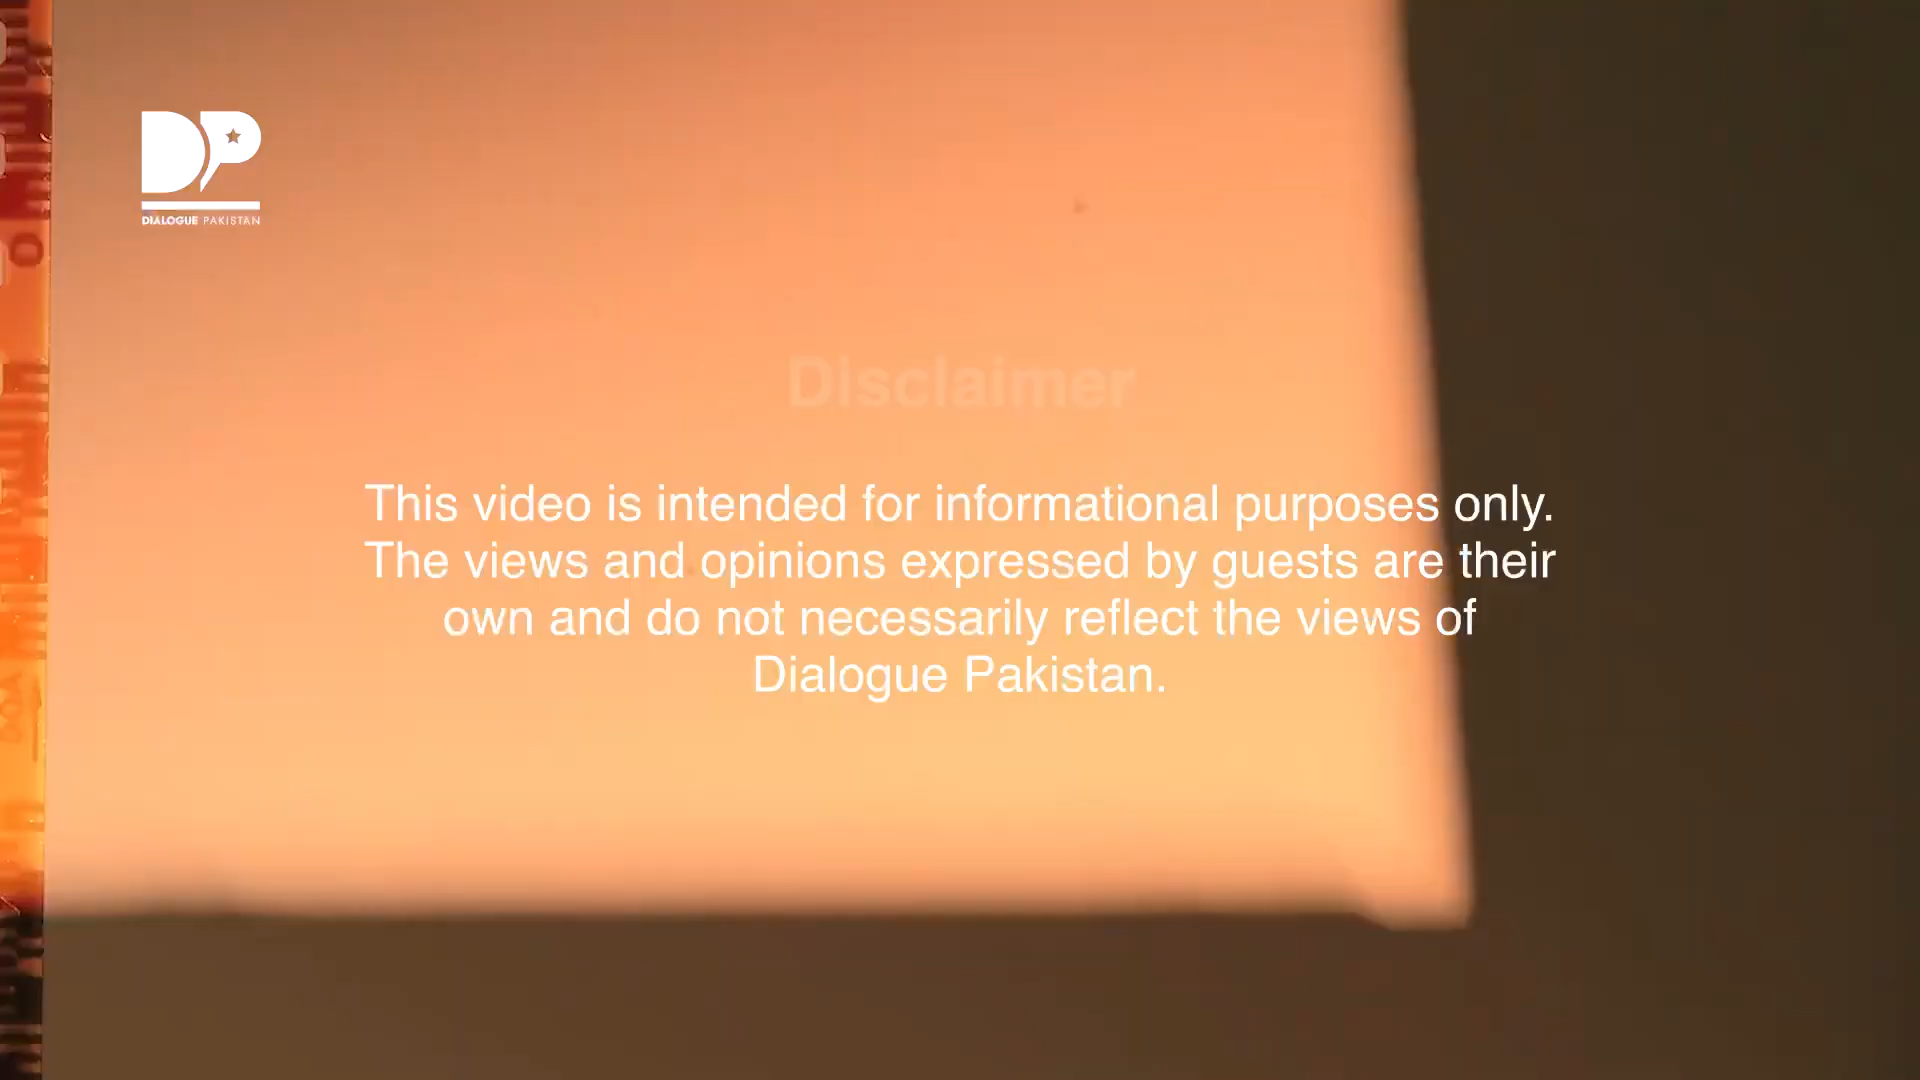 DP
DIALOGUE PAKISTAN
Disclaimer
This video is intended for informational purposes only.
The views and opinions expressed by guests are their
own and do not necessarily reflect the views of
Dialogue Pakistan.